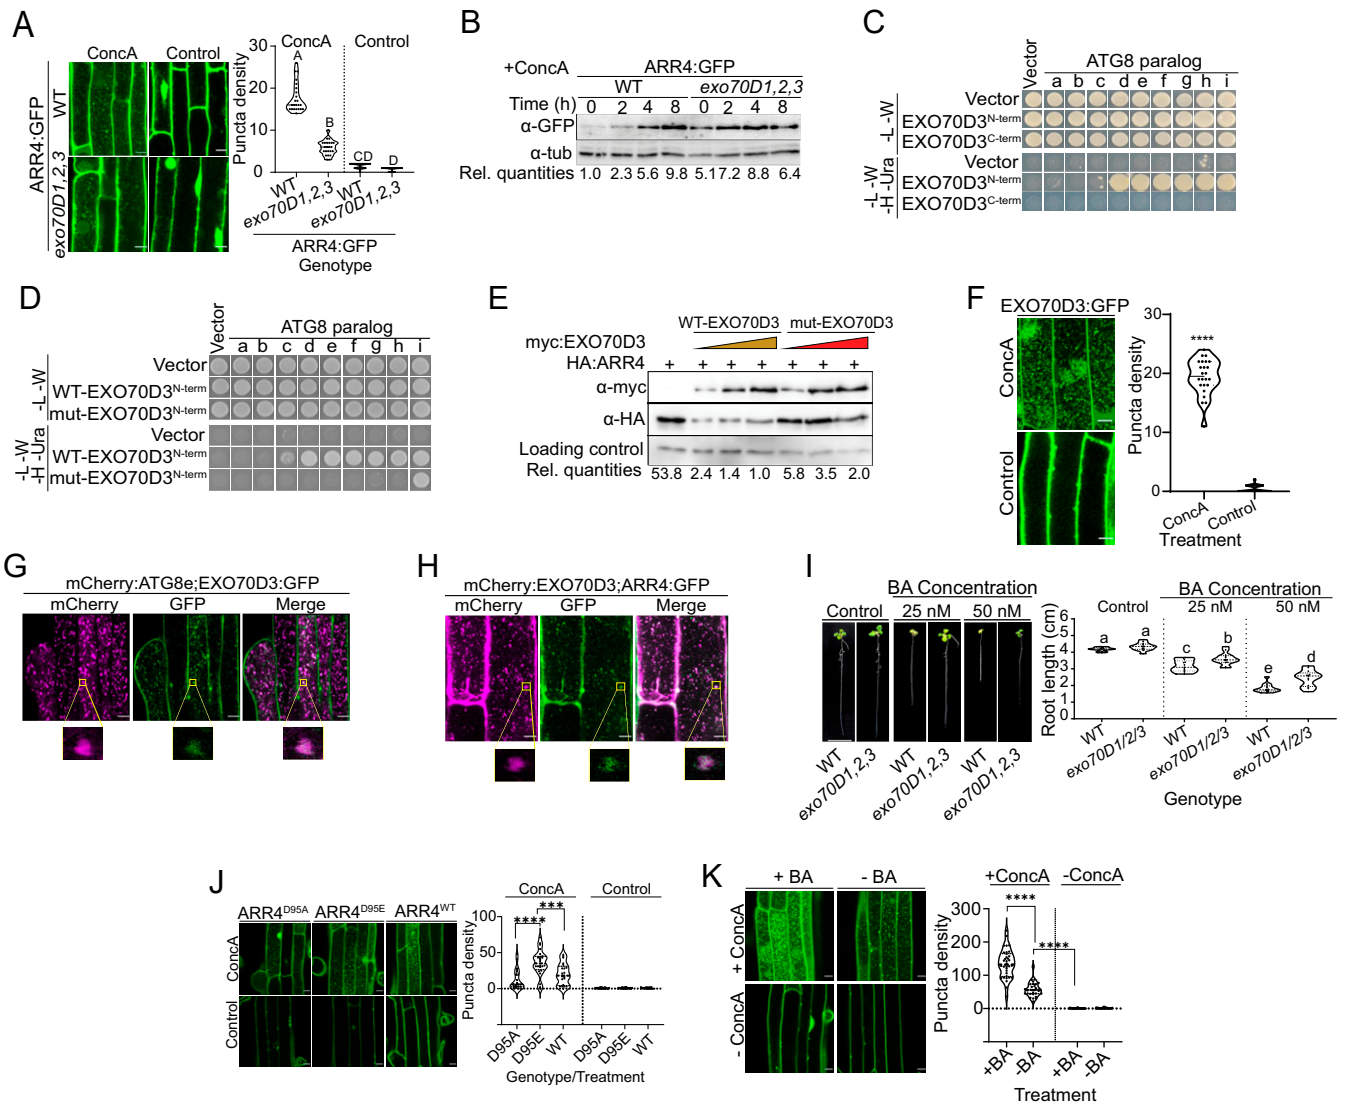 A
ConcA Control
ARR4:GFP
WT
exo70D1,2,3
Puncta density
30
20
10
0
ConcA Control
A
B
CD
D
WT
exo70D1,2,3
WT
exo70D1,2,3
ARR4:GFP
Genotype
B
+ConcA ARR4:GFP
WT exo70D1,2,3
Time (h) 0 2 4 8 0 2 4 8
α-GFP
α-tub
Rel. quantities 1.0 2.3 5.6 9.8 5.1 7.2 8.8 6.4
C
Vector
ATG8 paralog
a b c d e f g h i
-L -W
Vector
EXO70D3N-term
EXO70D3C-term
-L -W
-H -Ura
Vector
EXO70D3N-term
EXO70D3C-term
D
Vector
ATG8 paralog
a b c d e f g h i
-L -W
Vector
WT-EXO70D3N-term
mut-EXO70D3N-term
-L -W
-H -Ura
Vector
WT-EXO70D3N-term
mut-EXO70D3N-term
E
WT-EXO70D3 mut-EXO70D3
myc:EXO70D3
HA:ARR4 + + + + + + +
α-myc
α-HA
Loading control
Rel. quantities 53.8 2.4 1.4 1.0 5.8 3.5 2.0
F
EXO70D3:GFP
ConcA
Control
Puncta density
30
20
10
0
****
ConcA
Control
Treatment
G
mCherry:ATG8e;EXO70D3:GFP
mCherry GFP Merge
H
mCherry:EXO70D3;ARR4:GFP
mCherry GFP Merge
I
BA Concentration
Control 25 nM 50 nM
WT
exo70D1,2,3
WT
exo70D1,2,3
WT
exo70D1,2,3
BA Concentration
Control 25 nM 50 nM
Root length (cm)
6
5
4
3
2
1
0
a a c b e d
WT
exo70D1/2/3
WT
exo70D1/2/3
WT
exo70D1/2/3
Genotype
J
ARR4D95A ARR4D95E ARR4WT
ConcA
Control
Puncta density
100
50
0
ConcA Control
***
****
D95A
D95E
WT
D95A
D95E
WT
Genotype/Treatment
K
+ BA - BA
+ ConcA
- ConcA
Puncta density
300
200
100
0
+ConcA -ConcA
****
****
+BA
-BA
+BA
-BA
Treatment